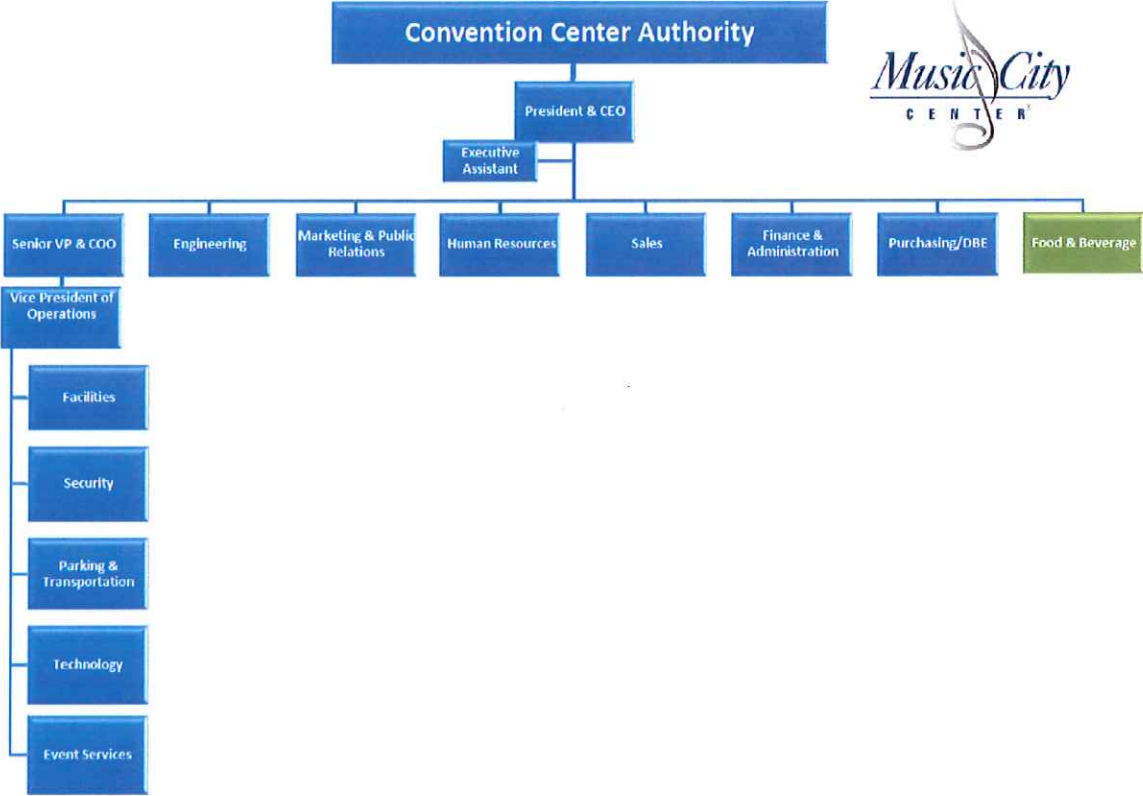 Convention Center Authority
Music City
CENTER
President & CEO
Executive
Assistant
Senior VP & COO
Engineering
Marketing & Public
Relations
Human Resources
Sales
Finance &
Administration
Purchasing/DBE
Food & Beverage
Vice President of
Operations
Facilities
Security
Parking &
Transportation
Technology
Event Services